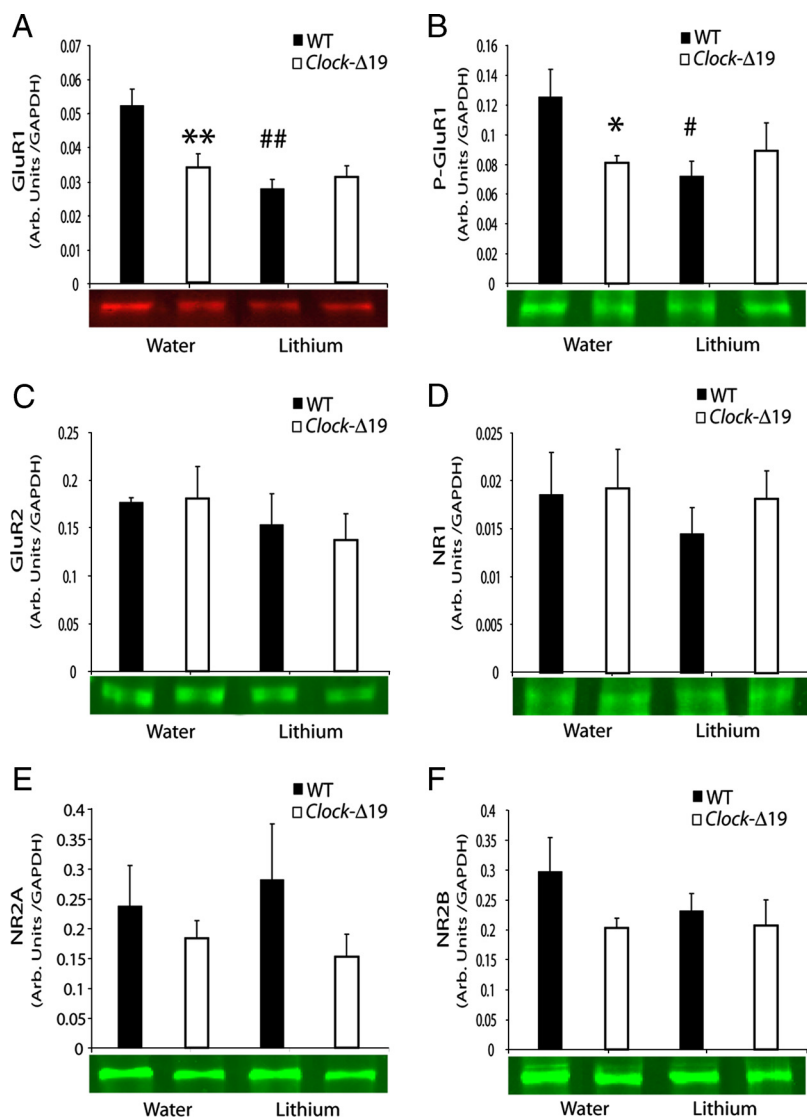 A
WT
Clock-Δ19
GluR1
(Arb. Units /GAPDH)
0.07
0.06
0.05
0.04
0.03
0.02
0.01
0
** ##
Water Lithium
B
WT
Clock-Δ19
P-GluR1
(Arb. Units /GAPDH)
0.16
0.14
0.12
0.1
0.08
0.06
0.04
0.02
0
* #
Water Lithium
C
WT
Clock-Δ19
GluR2
(Arb. Units /GAPDH)
0.25
0.2
0.15
0.1
0.05
0
Water Lithium
D
WT
Clock-Δ19
NR1
(Arb. Units /GAPDH)
0.025
0.02
0.015
0.01
0.005
0
Water Lithium
E
WT
Clock-Δ19
NR2A
(Arb. Units /GAPDH)
0.4
0.35
0.3
0.25
0.2
0.15
0.1
0.05
0
Water Lithium
F
WT
Clock-Δ19
NR2B
(Arb. Units /GAPDH)
0.4
0.35
0.3
0.25
0.2
0.15
0.1
0.05
0
Water Lithium